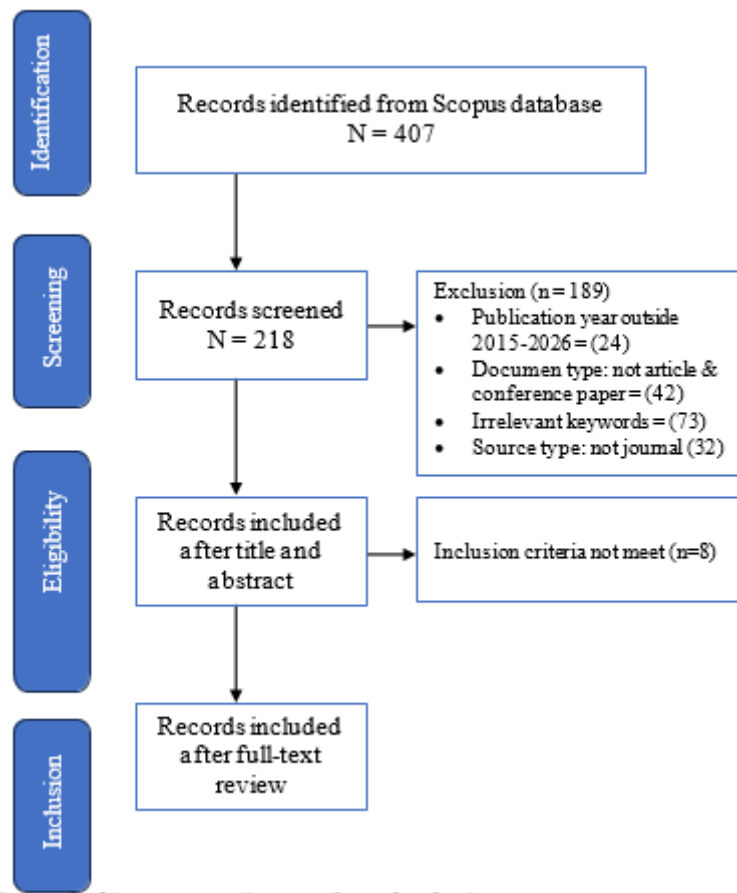 Identification
Records identified from Scopus database
N = 407
Screening
Records screened
N = 218
Exclusion (n = 189)
• Publication year outside
2015-2026 = (24)
• Documen type: not article &
conference paper = (42)
• Irrelevant keywords = (73)
• Source type: not journal (32)
Eligibility
Records included
after title and
abstract
Inclusion criteria not meet (n=8)
Inclusion
Records included
after full-text
review